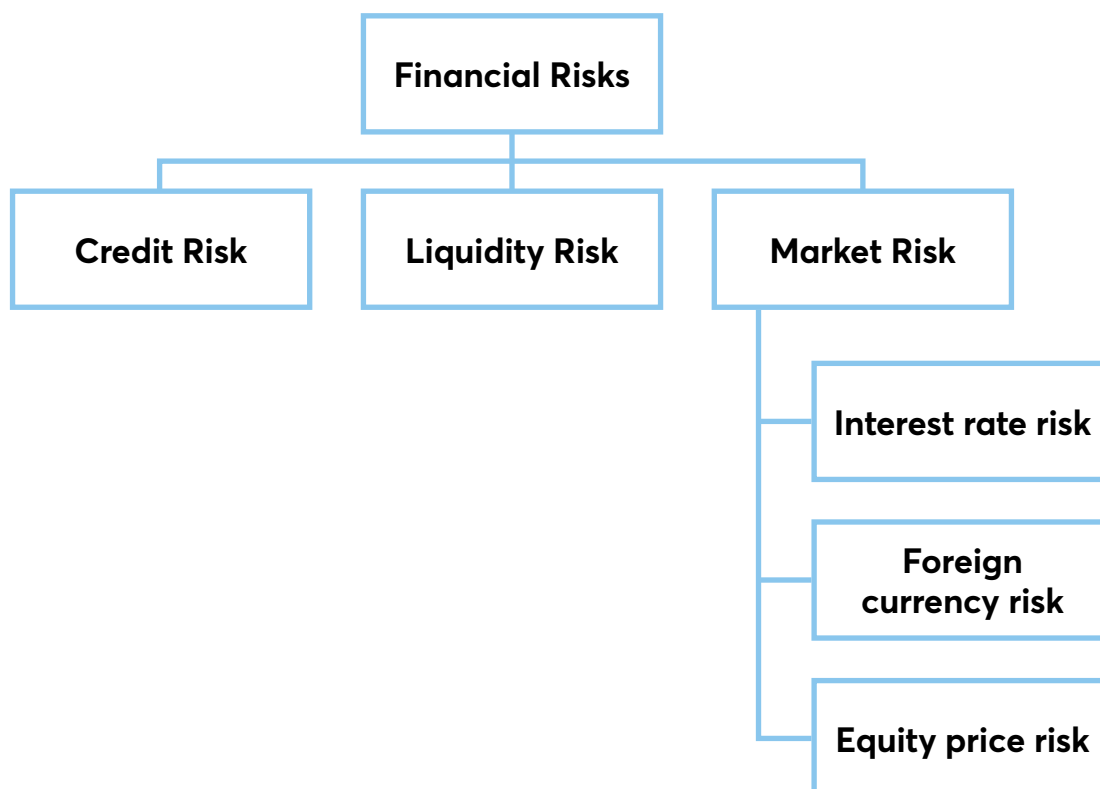 Financial Risks
Credit Risk
Liquidity Risk
Market Risk
Interest rate risk
Foreign
currency risk
Equity price risk